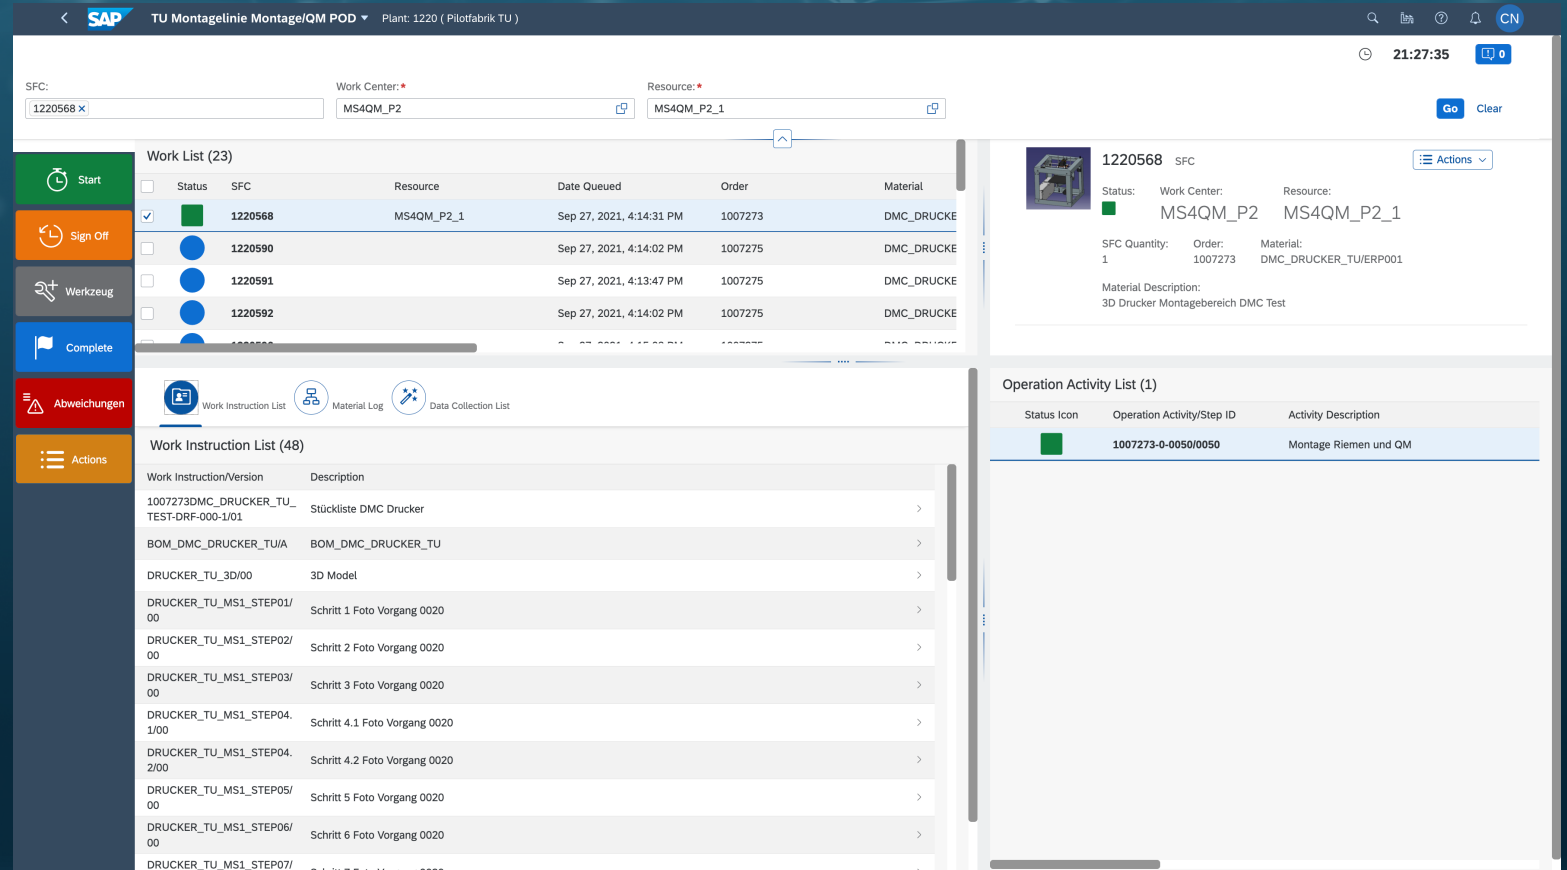 SAP TU Montagelinie Montage/QM POD Plant: 1220 ( Pilotfabrik TU ) CN
21:27:35 0
SFC: Work Center:* Resource:*
1220568 MS4QM_P2 MS4QM_P2_1 Go Clear
Start
Sign Off
Werkzeug
Complete
Abweichungen
Actions
Work List (23)
Status SFC Resource Date Queued Order Material
1220568 MS4QM_P2_1 Sep 27, 2021, 4:14:31 PM 1007273 DMC_DRUCKE
1220590 Sep 27, 2021, 4:14:02 PM 1007275 DMC_DRUCKE
1220591 Sep 27, 2021, 4:13:47 PM 1007275 DMC_DRUCKE
1220592 Sep 27, 2021, 4:14:02 PM 1007275 DMC_DRUCKE
1220568 SFC Actions
Status: Work Center: Resource:
MS4QM_P2 MS4QM_P2_1
SFC Quantity: Order: Material:
1 1007273 DMC_DRUCKER_TU/ERP001
Material Description:
3D Drucker Montagebereich DMC Test
Work Instruction List Material Log Data Collection List
Work Instruction List (48)
Work Instruction/Version Description
1007273DMC_DRUCKER_TU_
TEST-DRF-000-1/01 Stückliste DMC Drucker
BOM_DMC_DRUCKER_TU/A BOM_DMC_DRUCKER_TU
DRUCKER_TU_3D/00 3D Model
DRUCKER_TU_MS1_STEP01/
00 Schritt 1 Foto Vorgang 0020
DRUCKER_TU_MS1_STEP02/
00 Schritt 2 Foto Vorgang 0020
DRUCKER_TU_MS1_STEP03/
00 Schritt 3 Foto Vorgang 0020
DRUCKER_TU_MS1_STEP04.
1/00 Schritt 4.1 Foto Vorgang 0020
DRUCKER_TU_MS1_STEP04.
2/00 Schritt 4.2 Foto Vorgang 0020
DRUCKER_TU_MS1_STEP05/
00 Schritt 5 Foto Vorgang 0020
DRUCKER_TU_MS1_STEP06/
00 Schritt 6 Foto Vorgang 0020
DRUCKER_TU_MS1_STEP07/
Operation Activity List (1)
Status Icon Operation Activity/Step ID Activity Description
1007273-0-0050/0050 Montage Riemen und QM